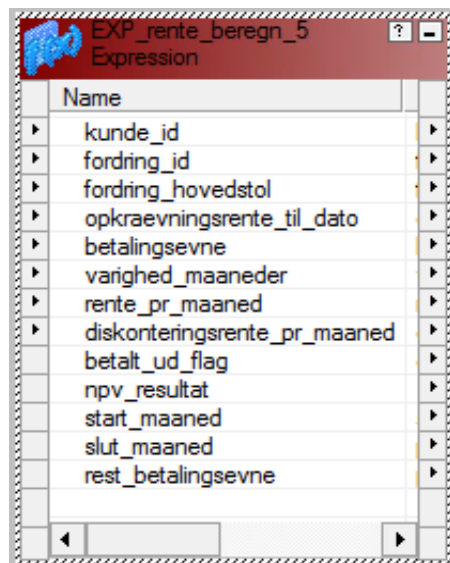 EXP_rente_beregn_5
Expression
Name
kunde_id
fordring_id
fordring_hovedstol
opkraevningsrente_til_dato
betalingsevne
varighed_maaneder
rente_pr_maaned
diskonteringsrente_pr_maaned
betalt_ud_flag
npv_resultat
start_maaned
slut_maaned
rest_betalingsevne